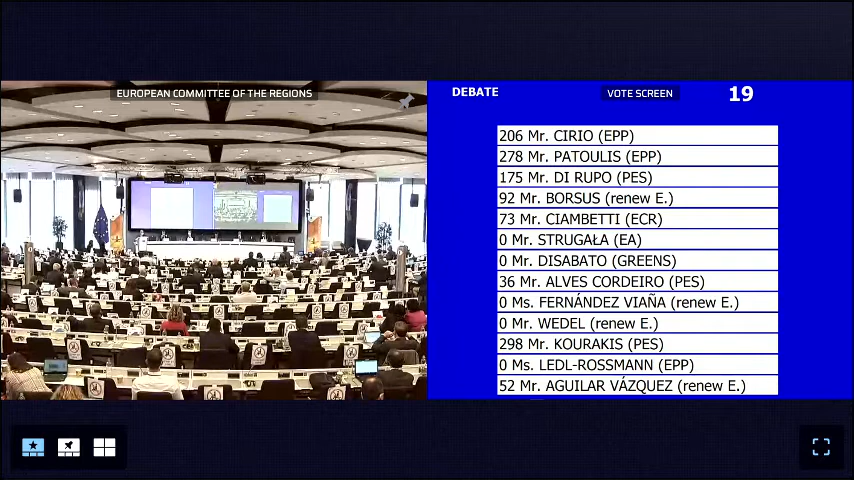 EUROPEAN COMMITTEE OF THE REGIONS
DEBATE
VOTE SCREEN
19
206 Mr. CIRIO (EPP)
278 Mr. PATOULIS (EPP)
175 Mr. DI RUPO (PES)
92 Mr. BORSUS (renew E.)
73 Mr. CIAMBETTI (ECR)
0 Mr. STRUGAŁA (EA)
0 Mr. DISABATO (GREENS)
36 Mr. ALVES CORDEIRO (PES)
0 Ms. FERNÁNDEZ VIAÑA (renew E.)
0 Mr. WEDEL (renew E.)
298 Mr. KOURAKIS (PES)
0 Ms. LEDL-ROSSMANN (EPP)
52 Mr. AGUILAR VÁZQUEZ (renew E.)